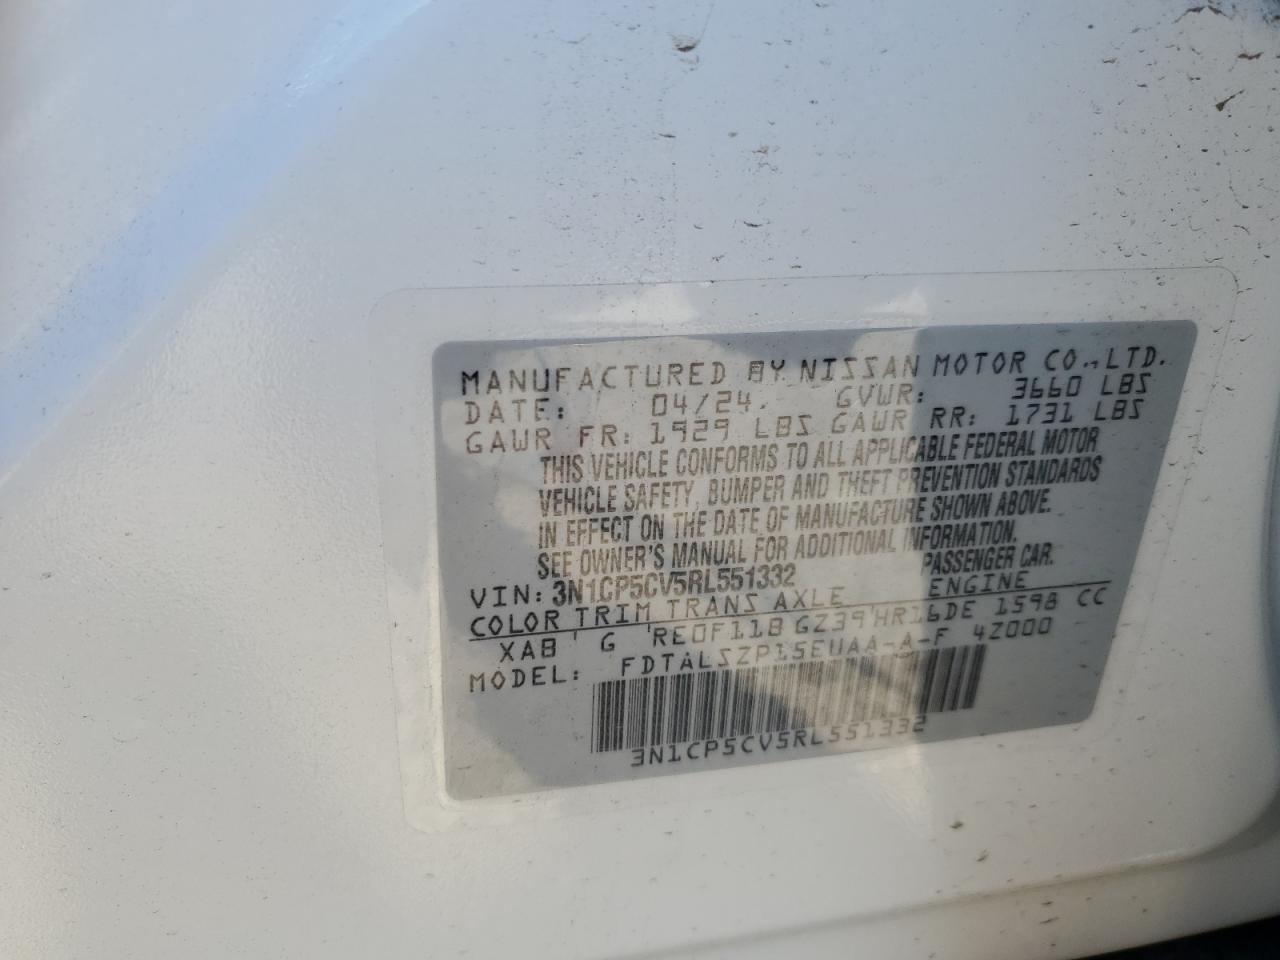 MANUFACTURED BY NISSAN MOTOR CO., LTD.
DATE: 04/24. GVWR: 3660 LBS
GAWR FR: 1929 LBS GAWR RR: 1731 LBS
THIS VEHICLE CONFORMS TO ALL APPLICABLE FEDERAL MOTOR
VEHICLE SAFETY, BUMPER AND THEFT PREVENTION STANDARDS
IN EFFECT ON THE DATE OF MANUFACTURE SHOWN ABOVE.
SEE OWNER'S MANUAL FOR ADDITIONAL INFORMATION.
VIN: 3N1CP5CV5RL551332 PASSENGER CAR.
COLOR TRIM TRANS AXLE ENGINE
XAB G RE0F11B GZ39 HR16DE 1598 CC
MODEL: FDTALSZP15EUAA-A-F 4Z000
3N1CP5CV5RL551332